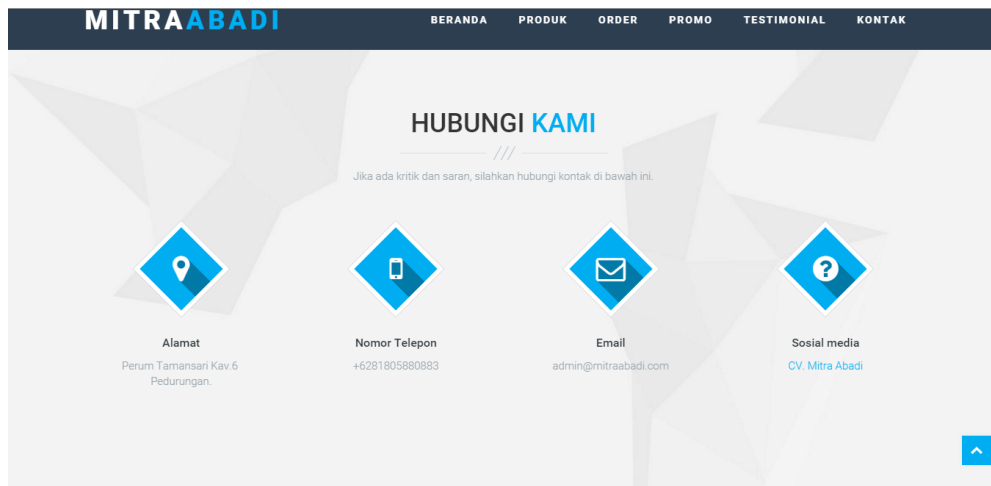 MITRAABADI
BERANDA PRODUK ORDER PROMO TESTIMONIAL KONTAK
HUBUNGI KAMI
Jika ada kritik dan saran, silahkan hubungi kontak di bawah ini.
Alamat
Perum Tamansari Kav.6
Pedurungan.
Nomor Telepon
+6281805880883
Email
admin@mitraabadi.com
Sosial media
CV. Mitra Abadi